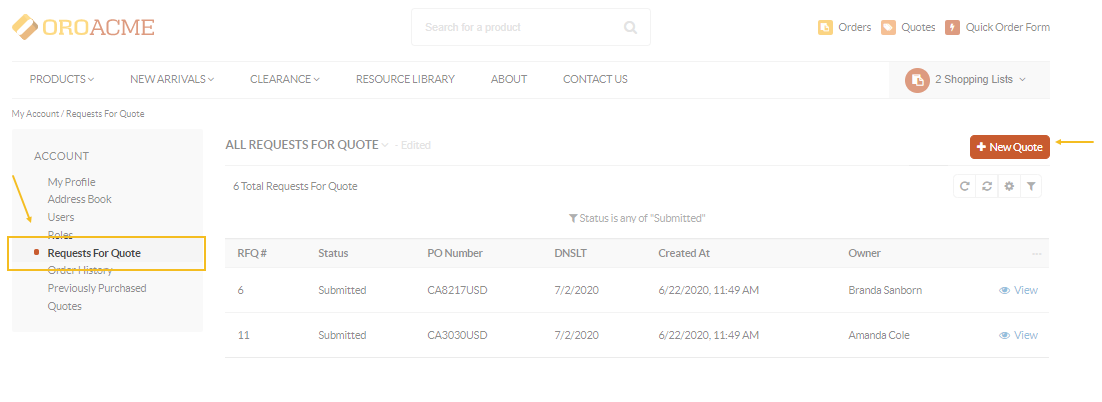 OROACME
Search for a product
Orders Quotes Quick Order Form
PRODUCTS NEW ARRIVALS CLEARANCE RESOURCE LIBRARY ABOUT CONTACT US 2 Shopping Lists
My Account / Requests For Quote
ACCOUNT
My Profile
Address Book
Users
Roles
Requests For Quote
Order History
Previously Purchased
Quotes
ALL REQUESTS FOR QUOTE - Edited
+ New Quote
6 Total Requests For Quote
Status is any of "Submitted"
RFQ # Status PO Number DNSLT Created At Owner ...
6 Submitted CA8217USD 7/2/2020 6/22/2020, 11:49 AM Branda Sanborn View
11 Submitted CA3030USD 7/2/2020 6/22/2020, 11:49 AM Amanda Cole View